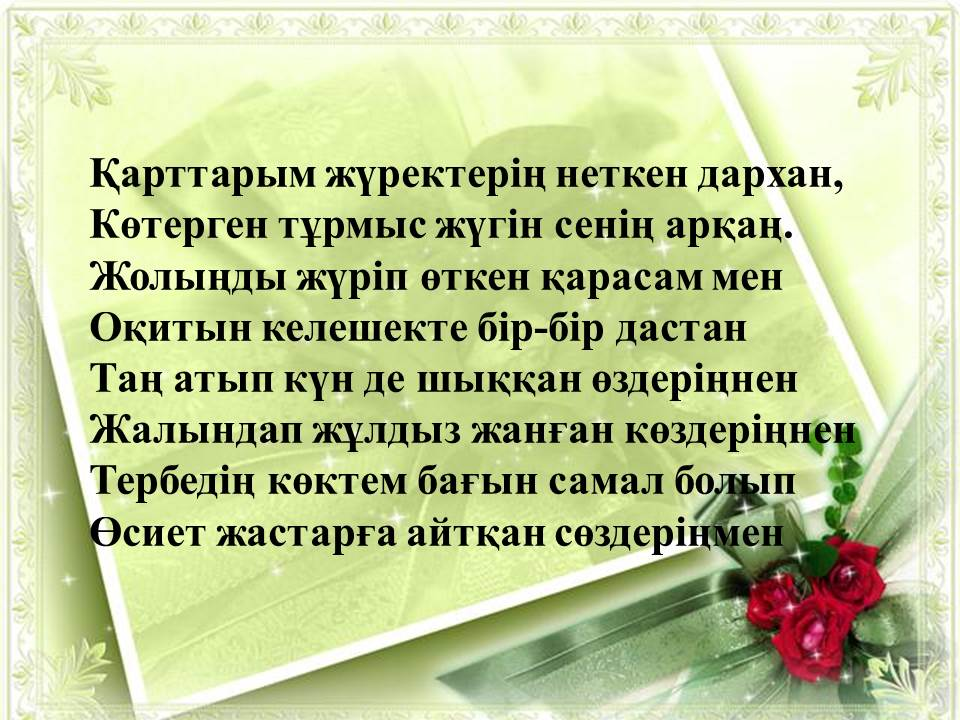 Қарттарым жүректерің неткен дархан,
Көтерген тұрмыс жүгін сенің арқаң.
Жолыңды жүріп өткен қарасам мен
Оқитын келешекте бір-бір дастан
Таң атып күн де шыққан өздеріңнен
Жалындап жұлдыз жанған көздеріңнен
Тербедің көктем бағын самал болып
Өсиет жастарға айтқан сөздеріңмен